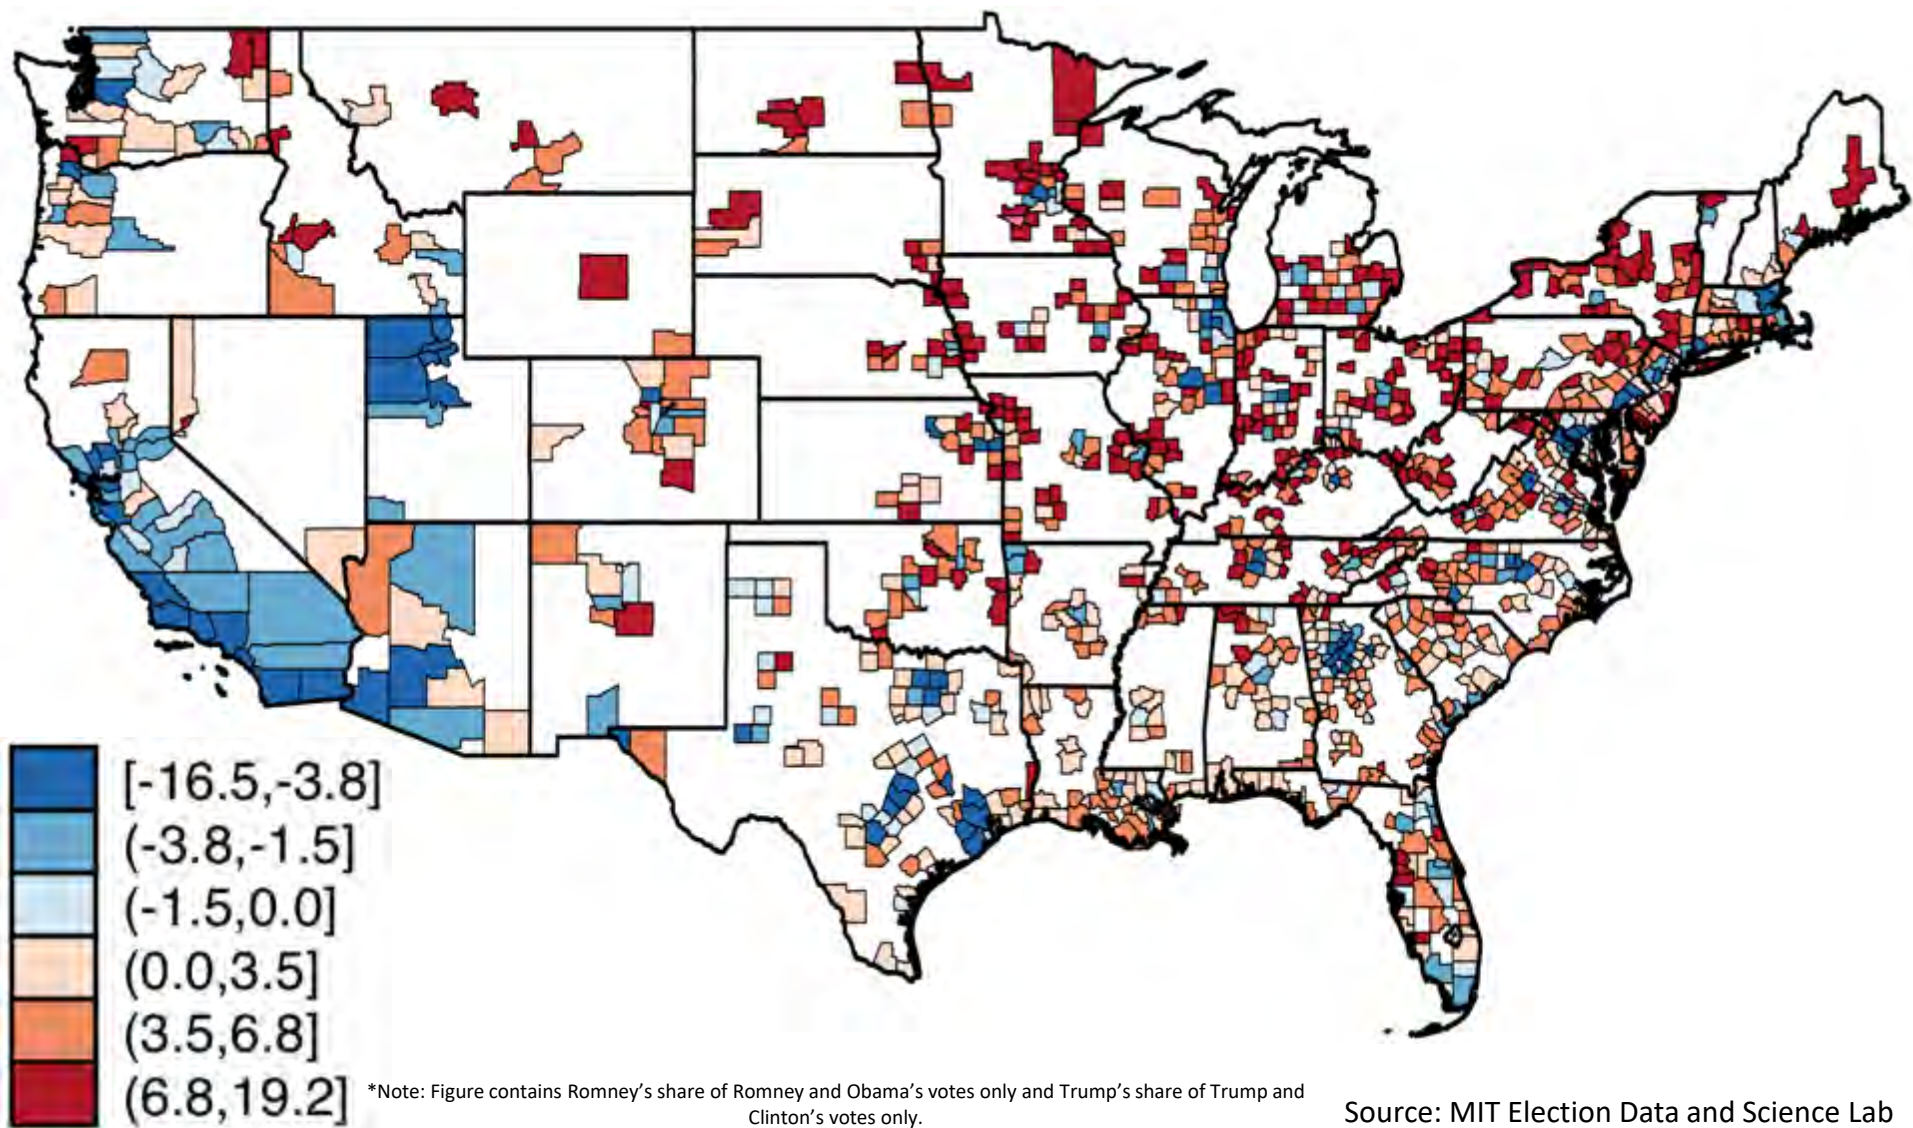 [-16.5,-3.8]
(-3.8,-1.5]
(-1.5,0.0]
(0.0,3.5]
(3.5,6.8]
(6.8,19.2]
*Note: Figure contains Romney’s share of Romney and Obama’s votes only and Trump’s share of Trump and
Clinton’s votes only.
Source: MIT Election Data and Science Lab